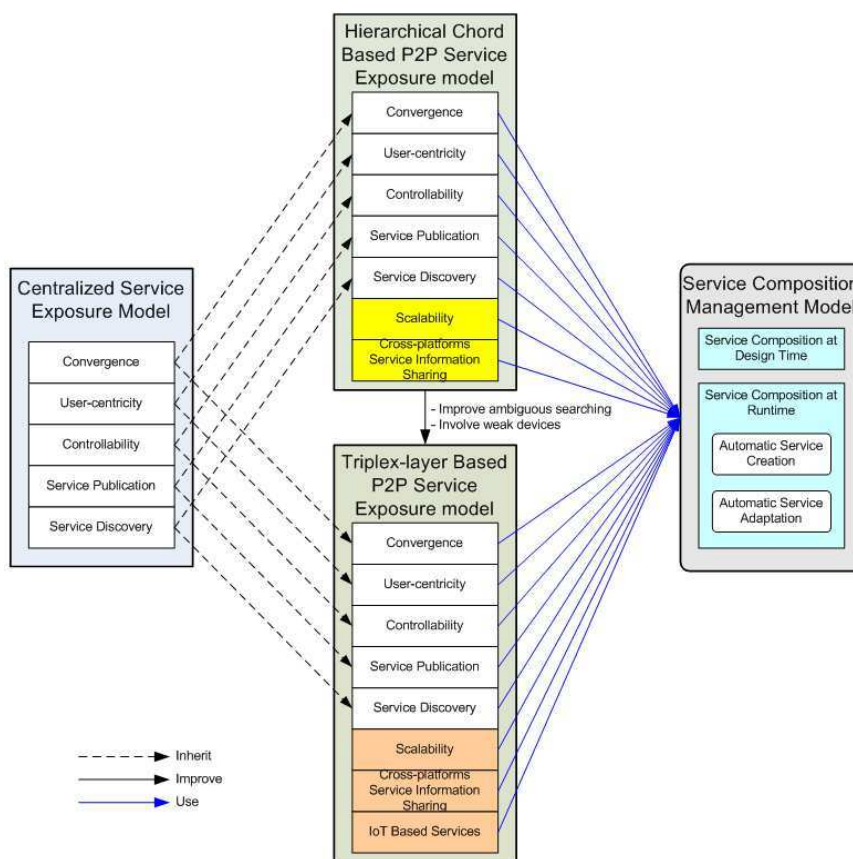 Hierarchical Chord
Based P2P Service
Exposure model
Convergence
User-centricity
Controllability
Service Publication
Service Discovery
Scalability
Cross-platforms
Service Information
Sharing
Centralized Service
Exposure Model
Convergence
User-centricity
Controllability
Service Publication
Service Discovery
- Improve ambiguous searching
- Involve weak devices
Triplex-layer Based
P2P Service
Exposure model
Convergence
User-centricity
Controllability
Service Publication
Service Discovery
Scalability
Cross-platforms
Service Information
Sharing
IoT Based Services
Service Composition
Management Model
Service Composition at
Design Time
Service Composition at
Runtime
Automatic Service
Creation
Automatic Service
Adaptation
Inherit
Improve
Use